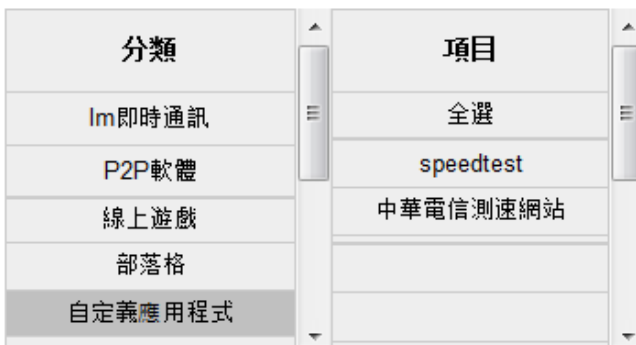 分類
Im即時通訊
P2P軟體
線上遊戲
部落格
自定義應用程式
項目
全選
speedtest
中華電信測速網站